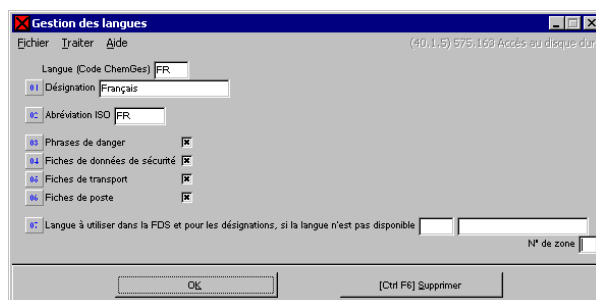 Gestion des langues
Fichier Traiter Aide (40.1.5) 575.163 Accès au disque dur
Langue (Code ChemGes) FR
01 Désignation Français
02 Abréviation ISO FR
03 Phrases de danger
04 Fiches de données de sécurité
05 Fiches de transport
06 Fiches de poste
07 Langue à utiliser dans la FDS et pour les désignations, si la langue n'est pas disponible
N° de zone
OK [Ctrl F6] Supprimer